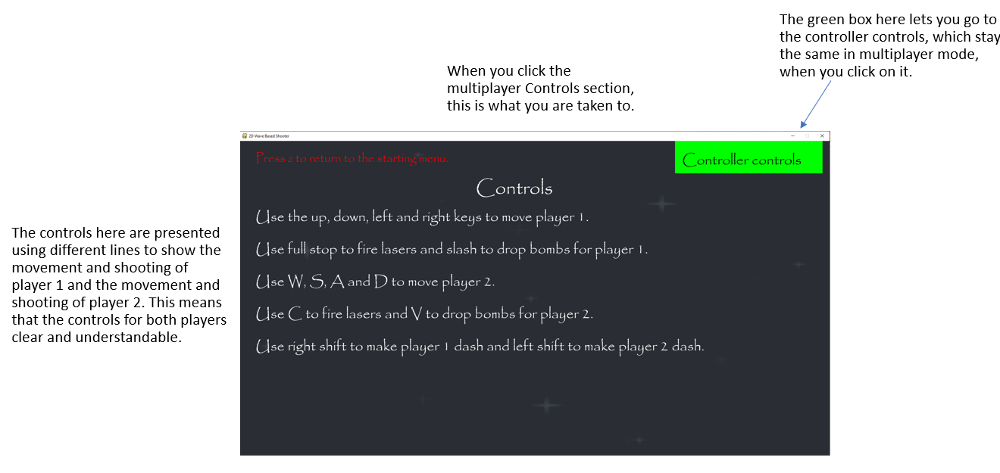 The green box here lets you go to
the controller controls, which stay
the same in multiplayer mode,
when you click on it.
When you click the
multiplayer Controls section,
this is what you are taken to.
2D Wave Based Shooter
Press z to return to the starting menu.
Controller controls
Controls
Use the up, down, left and right keys to move player 1.
Use full stop to fire lasers and slash to drop bombs for player 1.
Use W, S, A and D to move player 2.
Use C to fire lasers and V to drop bombs for player 2.
Use right shift to make player 1 dash and left shift to make player 2 dash.
The controls here are presented
using different lines to show the
movement and shooting of
player 1 and the movement and
shooting of player 2. This means
that the controls for both players
clear and understandable.